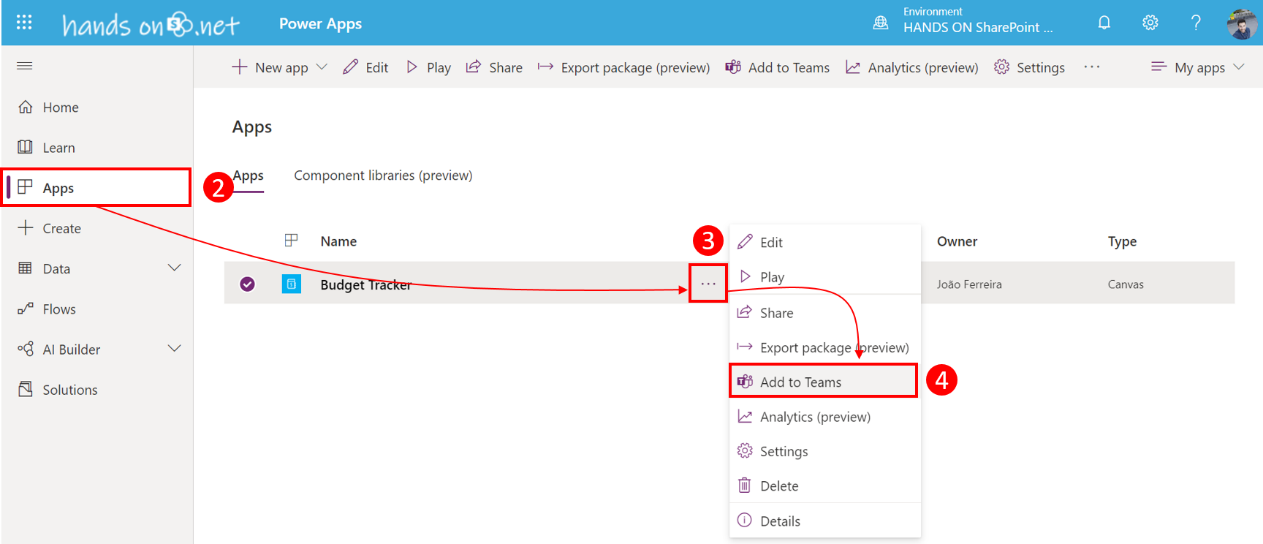 hands on.net
Power Apps
Environment
HANDS ON SharePoint ...
?
New app
Edit
Play
Share
Export package (preview)
Add to Teams
Analytics (preview)
Settings
...
My apps
Home
Learn
Apps
Create
Data
Flows
AI Builder
Solutions
2
Apps
Apps
Component libraries (preview)
Name
Owner
Type
Budget Tracker
...
João Ferreira
Canvas
3
Edit
Play
Share
Export package (preview)
Add to Teams
4
Analytics (preview)
Settings
Delete
Details